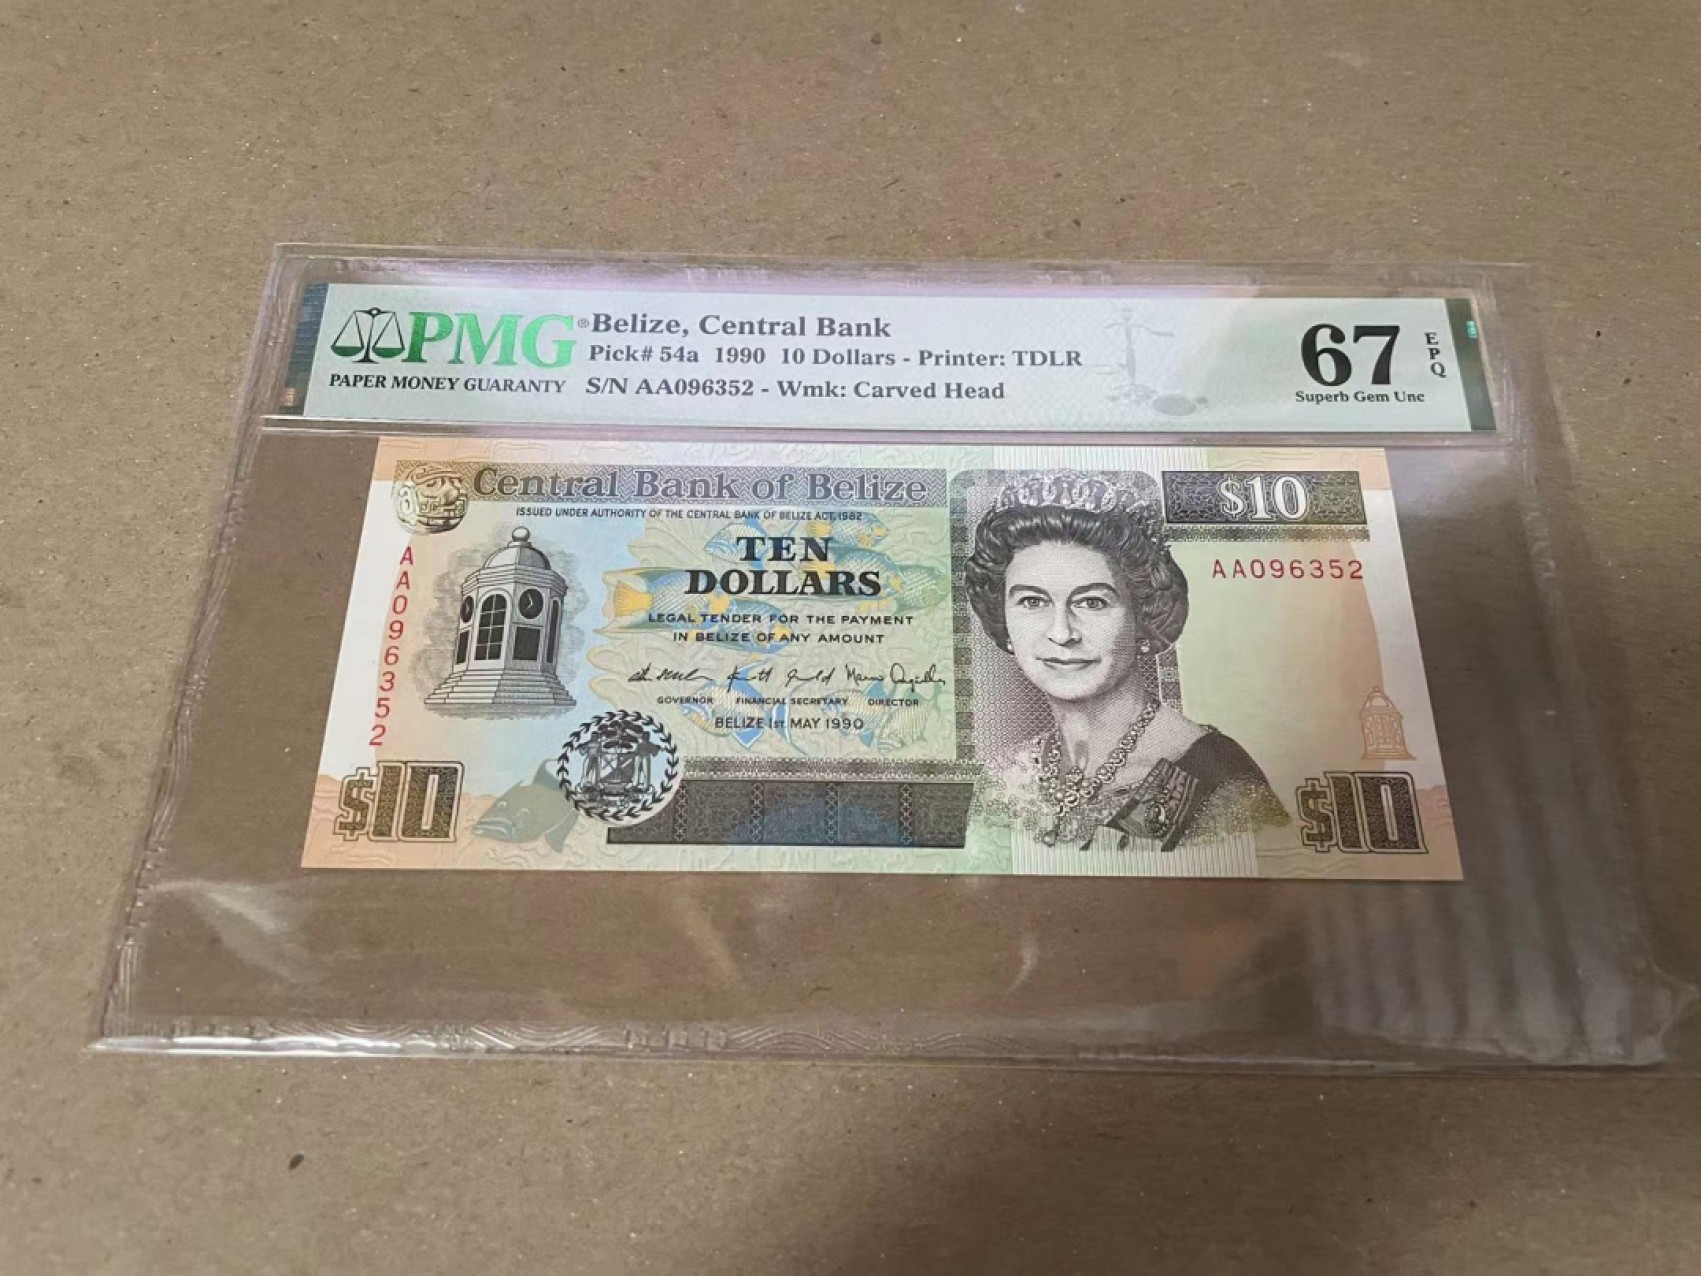 PMG®
PAPER MONEY GUARANTY
Belize, Central Bank
Pick# 54a 1990 10 Dollars - Printer: TDLR
S/N AA096352 - Wmk: Carved Head
67
EPQ
Superb Gem Unc
Central Bank of Belize
ISSUED UNDER AUTHORITY OF THE CENTRAL BANK OF BELIZE ACT, 1982
$10
TEN
DOLLARS
AA096352
AA096352
LEGAL TENDER FOR THE PAYMENT
IN BELIZE OF ANY AMOUNT
GOVERNOR FINANCIAL SECRETARY DIRECTOR
BELIZE 1ST MAY 1990
$10
$10